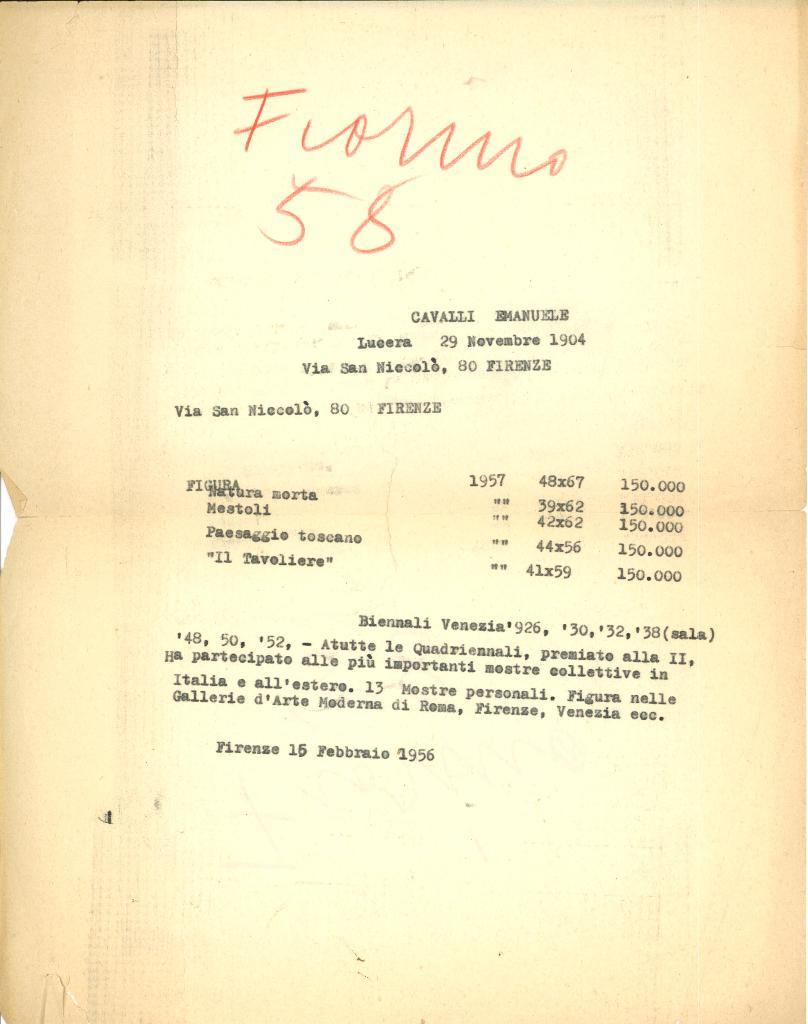 Fiorino
58
CAVALLI EMANUELE
Lucera 29 Novembre 1904
Via San Niccolò, 80 FIRENZE
Via San Niccolò, 80 FIRENZE
FIGURA 1957 48x67 150.000
Natura morta "" 39x62 150.000
Mestoli "" 42x62 150.000
Paesaggio toscano "" 44x56 150.000
"Il Tavoliere" "" 41x59 150.000
Biennali Venezia'926, '30,'32,'38(sala)
'48, 50, '52, - Atutte le Quadriennali, premiato alla II,
Ha partecipato alle più importanti mostre collettive in
Italia e all'estero. 13 Mostre personali. Figura nelle
Gallerie d'Arte Moderna di Roma, Firenze, Venezia ecc.
Firenze 15 Febbraio 1956